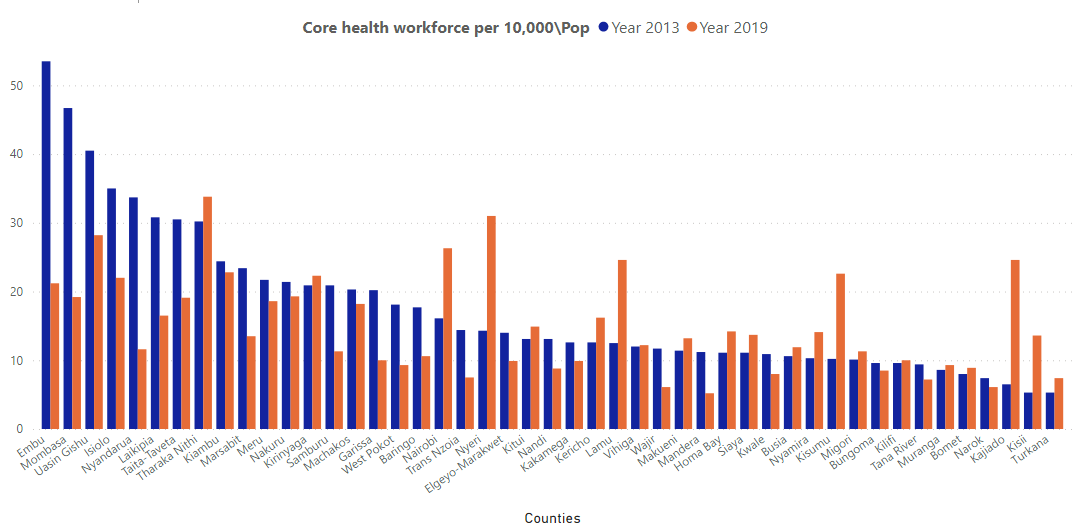 Core health workforce per 10,000\Pop Year 2013 Year 2019
50
40
30
20
10
0
Embu
Mombasa
Uasin Gishu
Isiolo
Nyandarua
Laikipia
Taita-Taveta
Tharaka Nithi
Kiambu
Marsabit
Meru
Nakuru
Kirinyaga
Samburu
Machakos
Garissa
West Pokot
Baringo
Nairobi
Trans Nzoia
Nyeri
Elgeyo-Marakwet
Kitui
Nandi
Kakamega
Kericho
Lamu
Vihiga
Wajir
Makueni
Mandera
Homa Bay
Siaya
Kwale
Busia
Nyamira
Kisumu
Migori
Bungoma
Kilifi
Tana River
Muranga
Bomet
Narok
Kajiado
Kisii
Turkana
Counties